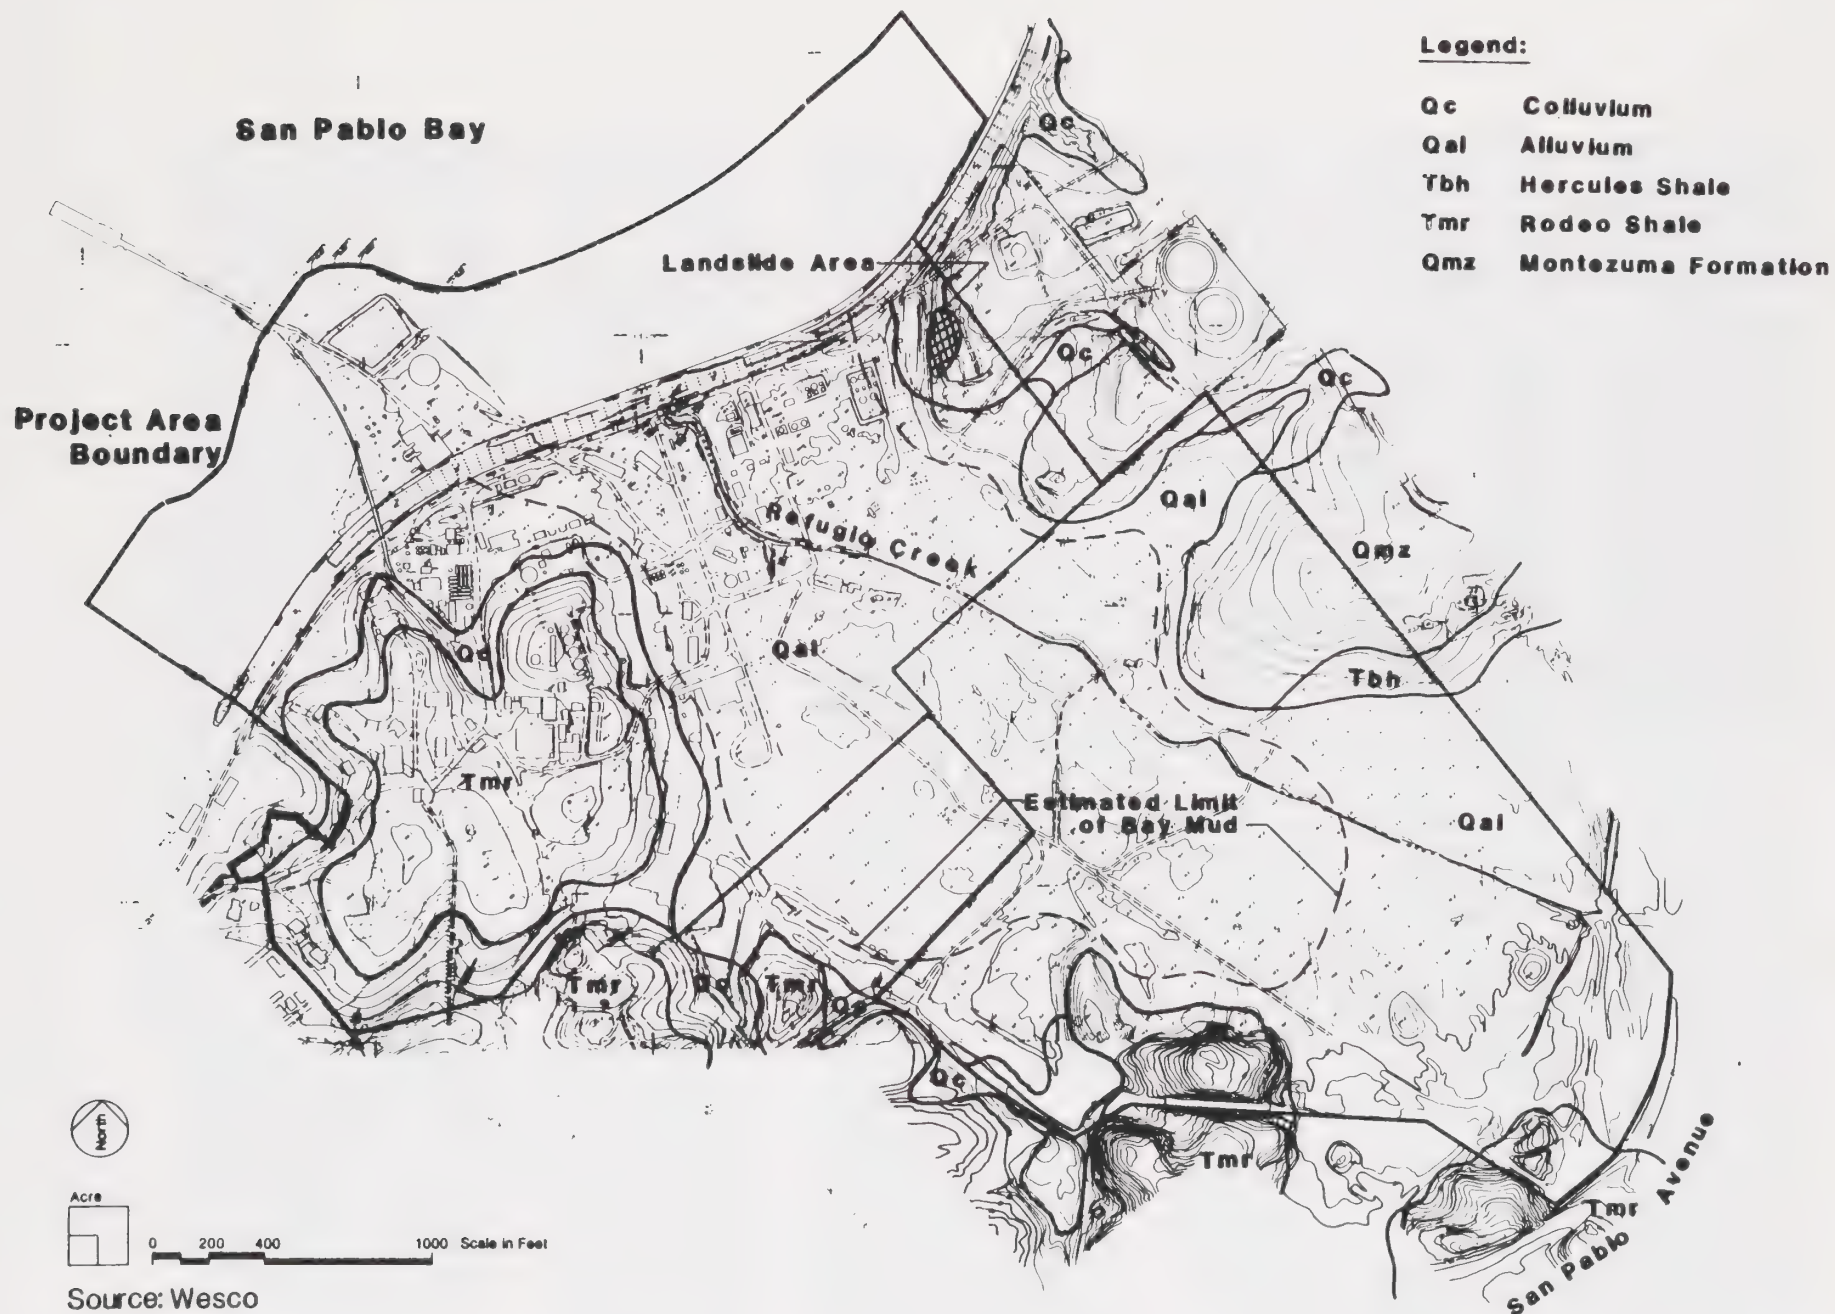 Legend:
Qc Colluvium
Qal Alluvium
Tbh Hercules Shale
Tmr Rodeo Shale
Qmz Montezuma Formation
San Pablo Bay
Qc
Landslide Area
Qc
Qc
Project Area
Boundary
Qal
Refugio Creek
Qmz
Qc
Qal
Tbh
Tmr
Estimated Limit
of Bay Mud
Qal
Tmr
Qc
Tmr
Qc
Tmr
Tmr
San Pablo Avenue
North
Acre
0 200 400 1000 Scale in Feet
Source: Wesco